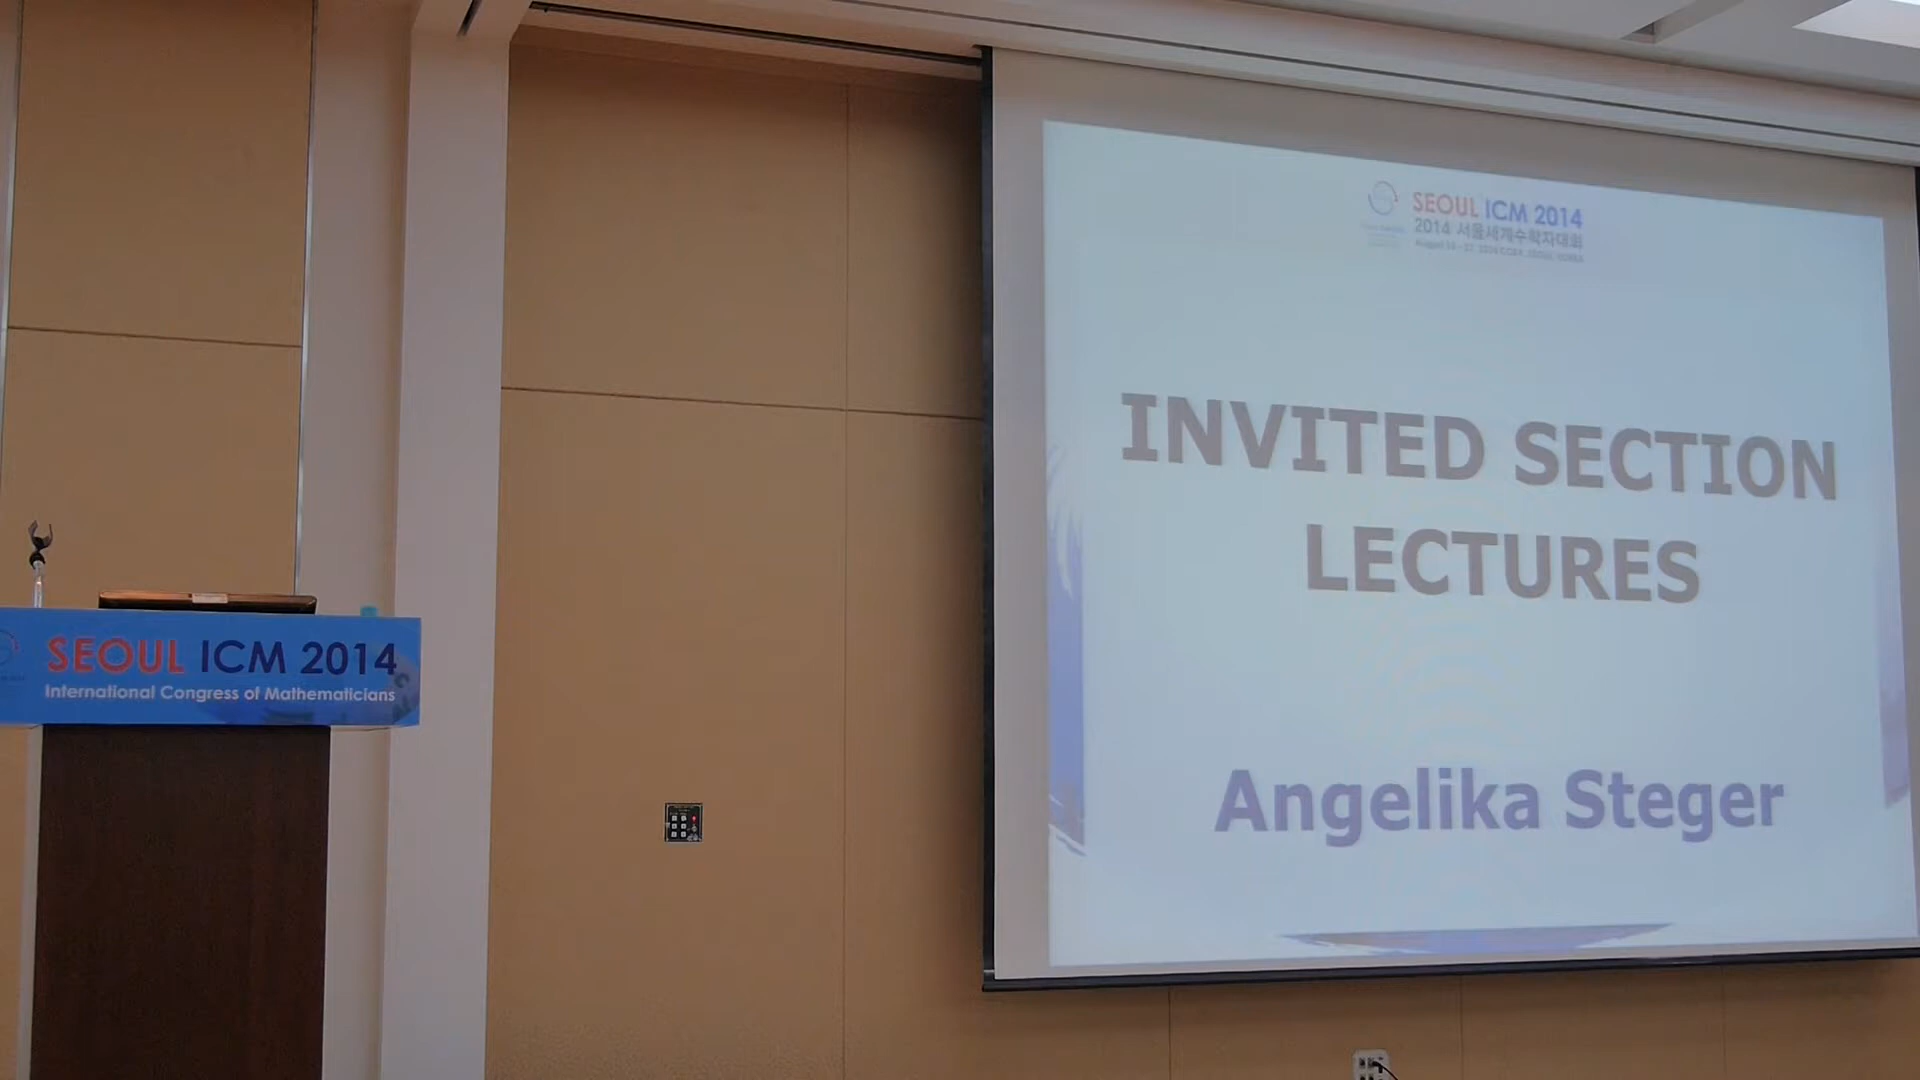 SEOUL ICM 2014
2014 서울세계수학자대회
INVITED SECTION
LECTURES
Angelika Steger
SEOUL ICM 2014
International Congress of Mathematicians